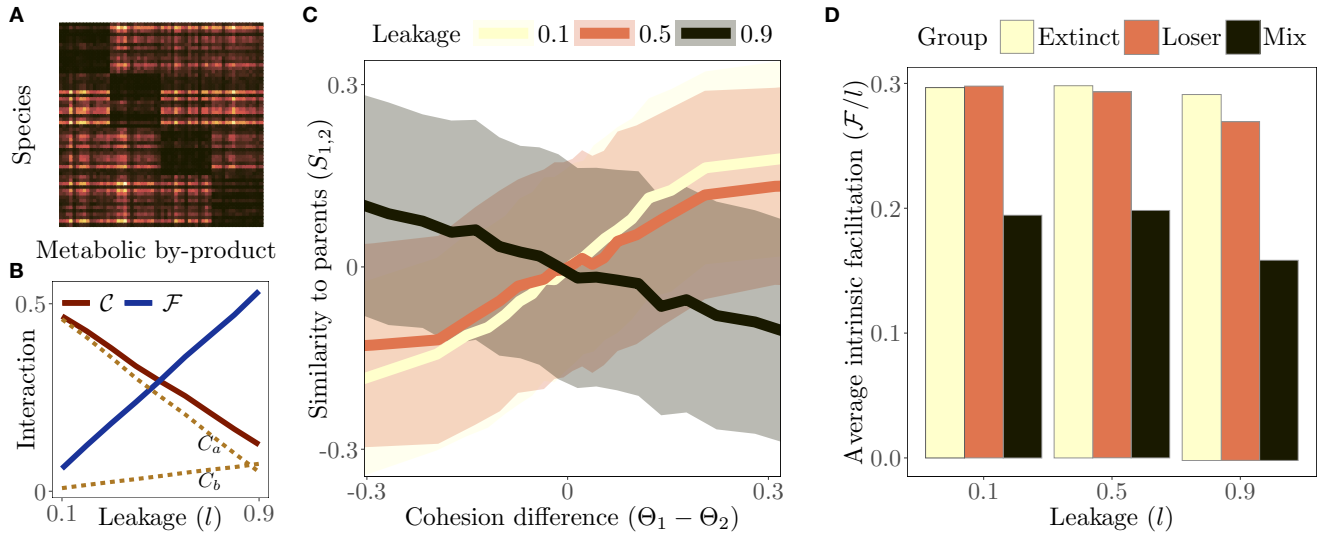 A
Species
Metabolic by-product
B
C F
0.5
0
Interaction
C_a
C_b
0.1 0.9
Leakage (l)
C
Leakage 0.1 0.5 0.9
0.3
0
-0.3
Similarity to parents (S_{1,2})
-0.3 0 0.3
Cohesion difference (Θ_1 − Θ_2)
D
Group Extinct Loser Mix
0.3
0.2
0.1
0.0
Average intrinsic facilitation (F/l)
0.1 0.5 0.9
Leakage (l)